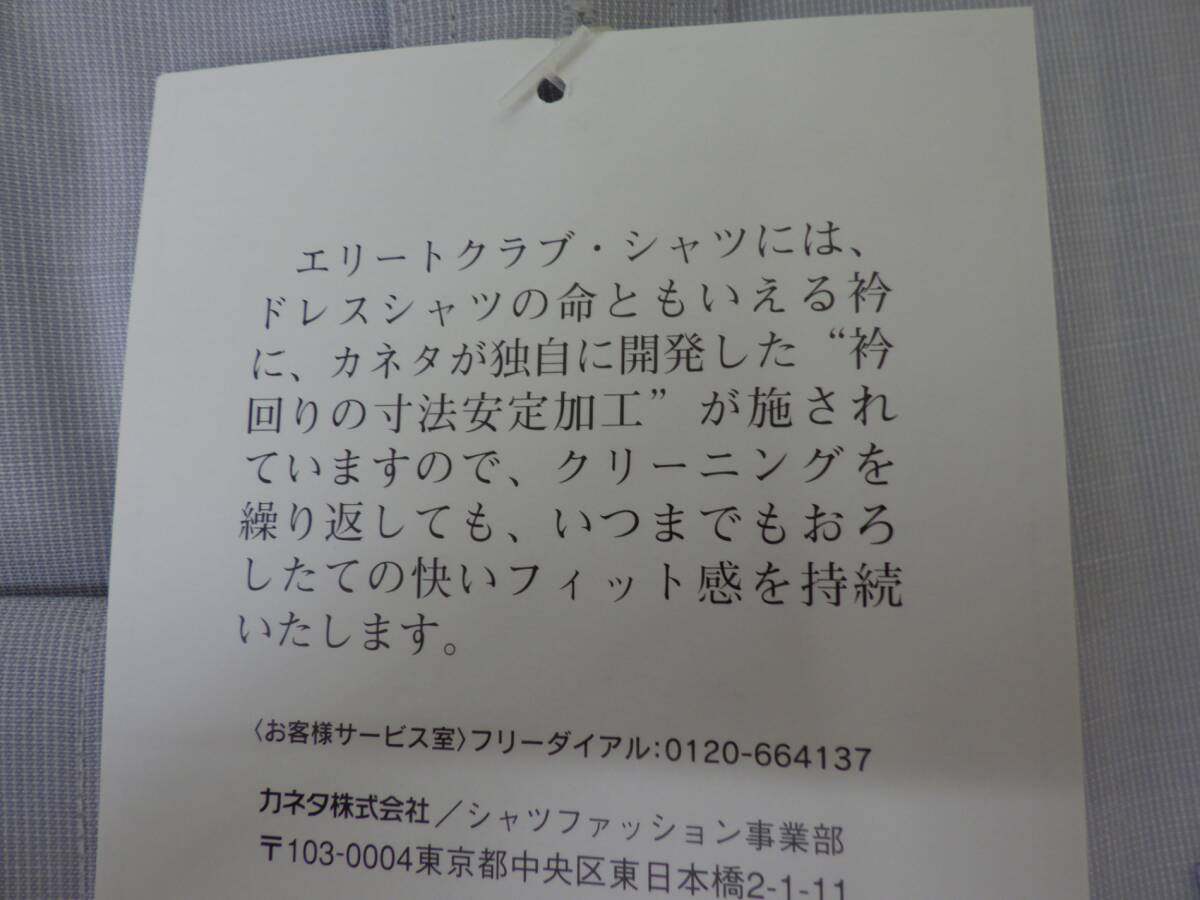 エリートクラブ・シャツには、
ドレスシャツの命ともいえる衿
に、カネタが独自に開発した“衿
回りの寸法安定加工”が施され
ていますので、クリーニングを
繰り返しても、いつまでもおろ
したての快いフィット感を持続
いたします。
〈お客様サービス室〉フリーダイアル:0120-664137
カネタ株式会社/シャツファッション事業部
〒103-0004東京都中央区東日本橋2-1-11